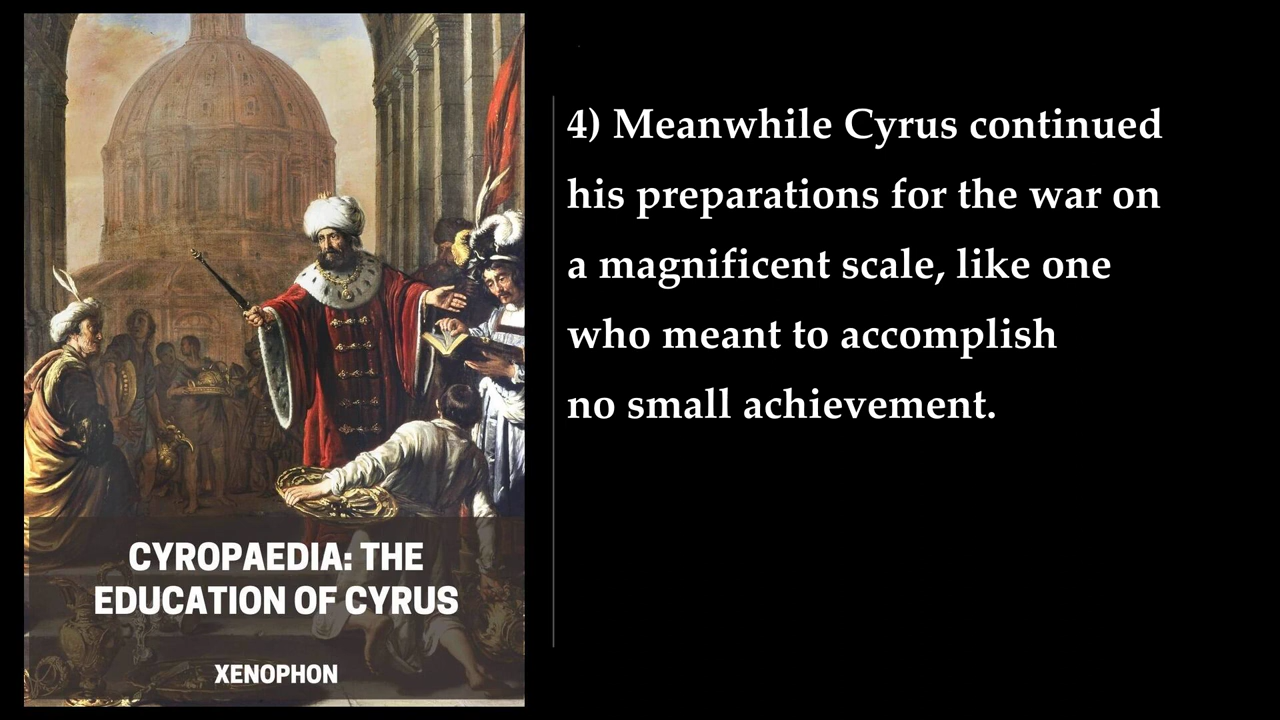 CYROPAEDIA: THE
EDUCATION OF CYRUS
XENOPHON
4) Meanwhile Cyrus continued
his preparations for the war on
a magnificent scale, like one
who meant to accomplish
no small achievement.